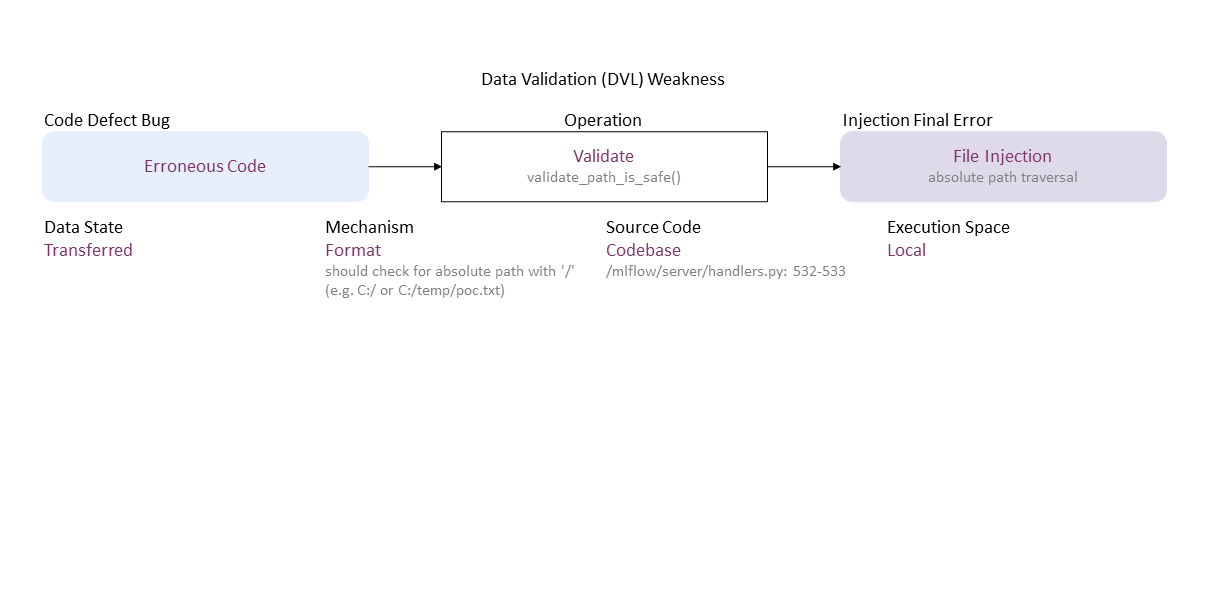 Data Validation (DVL) Weakness
Code Defect Bug
Operation
Injection Final Error
Erroneous Code
Validate
validate_path_is_safe()
File Injection
absolute path traversal
Data State
Transferred
Mechanism
Format
should check for absolute path with '/'
(e.g. C:/ or C:/temp/poc.txt)
Source Code
Codebase
/mlflow/server/handlers.py: 532-533
Execution Space
Local